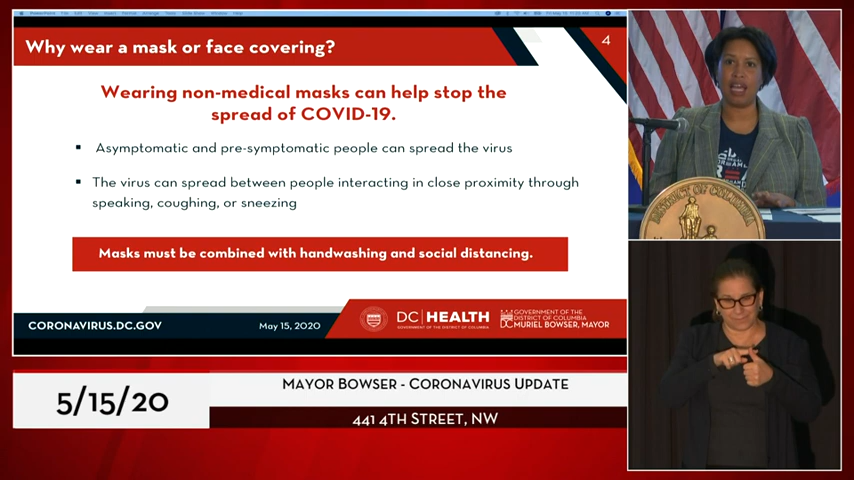 Why wear a mask or face covering?
4
Wearing non-medical masks can help stop the
spread of COVID-19.
Asymptomatic and pre-symptomatic people can spread the virus
The virus can spread between people interacting in close proximity through
speaking, coughing, or sneezing
Masks must be combined with handwashing and social distancing.
CORONAVIRUS.DC.GOV
May 15, 2020
DC HEALTH
GOVERNMENT OF THE DISTRICT OF COLUMBIA
GOVERNMENT OF THE
DISTRICT OF COLUMBIA
DC MURIEL BOWSER, MAYOR
DISTRICT OF COLUMBIA
5/15/20
MAYOR BOWSER - CORONAVIRUS UPDATE
441 4TH STREET, NW